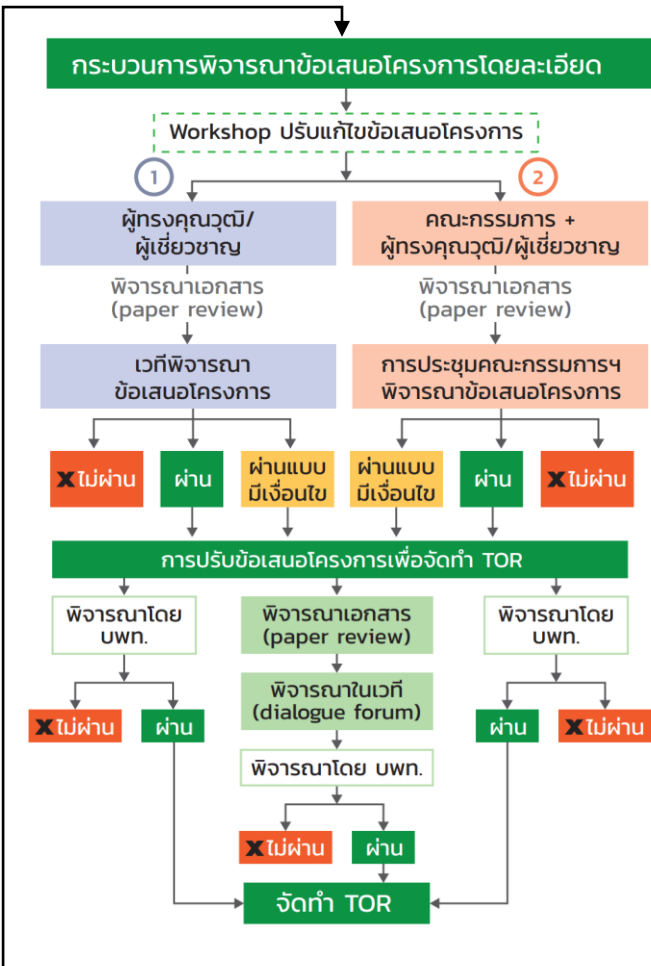 กระบวนการพิจารณาข้อเสนอโครงการโดยละเอียด
Workshop ปรับแก้ไขข้อเสนอโครงการ
1
2
ผู้ทรงคุณวุฒิ/
ผู้เชี่ยวชาญ
คณะกรรมการ +
ผู้ทรงคุณวุฒิ/ผู้เชี่ยวชาญ
พิจารณาเอกสาร
(paper review)
พิจารณาเอกสาร
(paper review)
เวทีพิจารณา
ข้อเสนอโครงการ
การประชุมคณะกรรมการฯ
พิจารณาข้อเสนอโครงการ
X ไม่ผ่าน
ผ่าน
ผ่านแบบ
มีเงื่อนไข
ผ่านแบบ
มีเงื่อนไข
ผ่าน
X ไม่ผ่าน
การปรับข้อเสนอโครงการเพื่อจัดทำ TOR
พิจารณาโดย
บพท.
พิจารณาเอกสาร
(paper review)
พิจารณาโดย
บพท.
พิจารณาในเวที
(dialogue forum)
X ไม่ผ่าน
ผ่าน
ผ่าน
X ไม่ผ่าน
พิจารณาโดย บพท.
X ไม่ผ่าน
ผ่าน
จัดทำ TOR